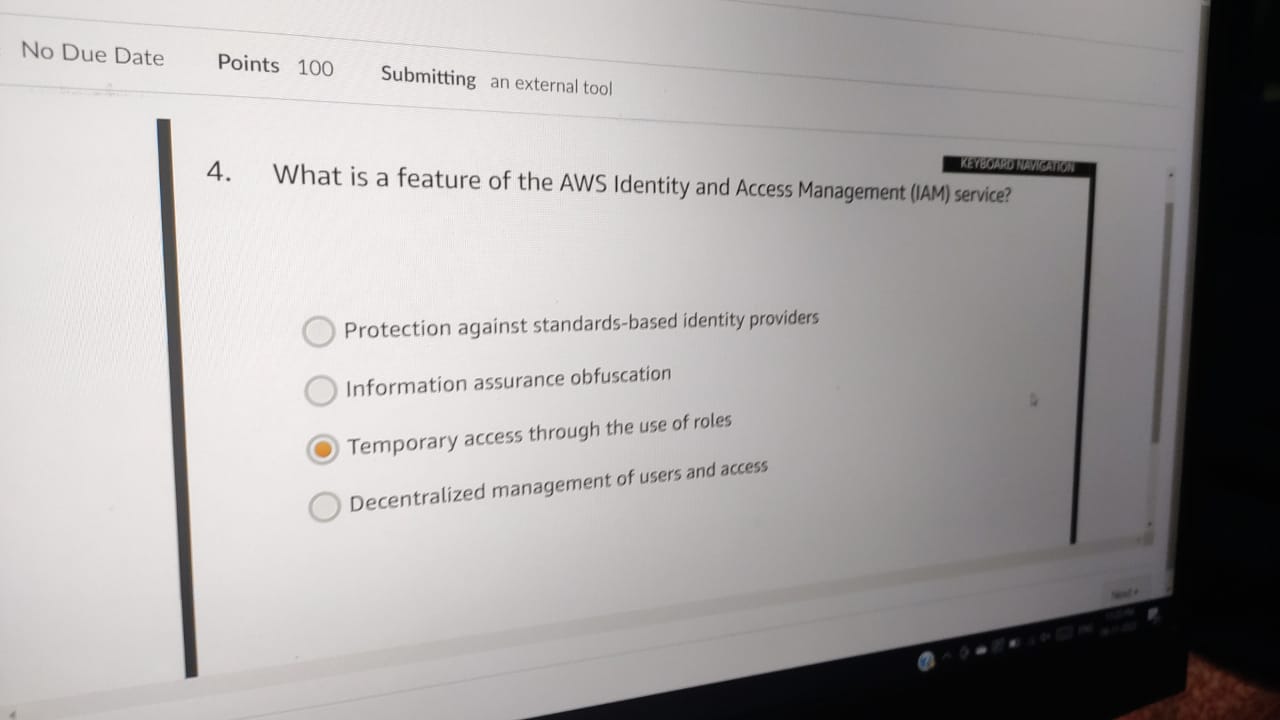 No Due Date Points 100 Submitting an external tool
KEYBOARD NAVIGATION
4. What is a feature of the AWS Identity and Access Management (IAM) service?
Protection against standards-based identity providers
Information assurance obfuscation
Temporary access through the use of roles
Decentralized management of users and access
Next